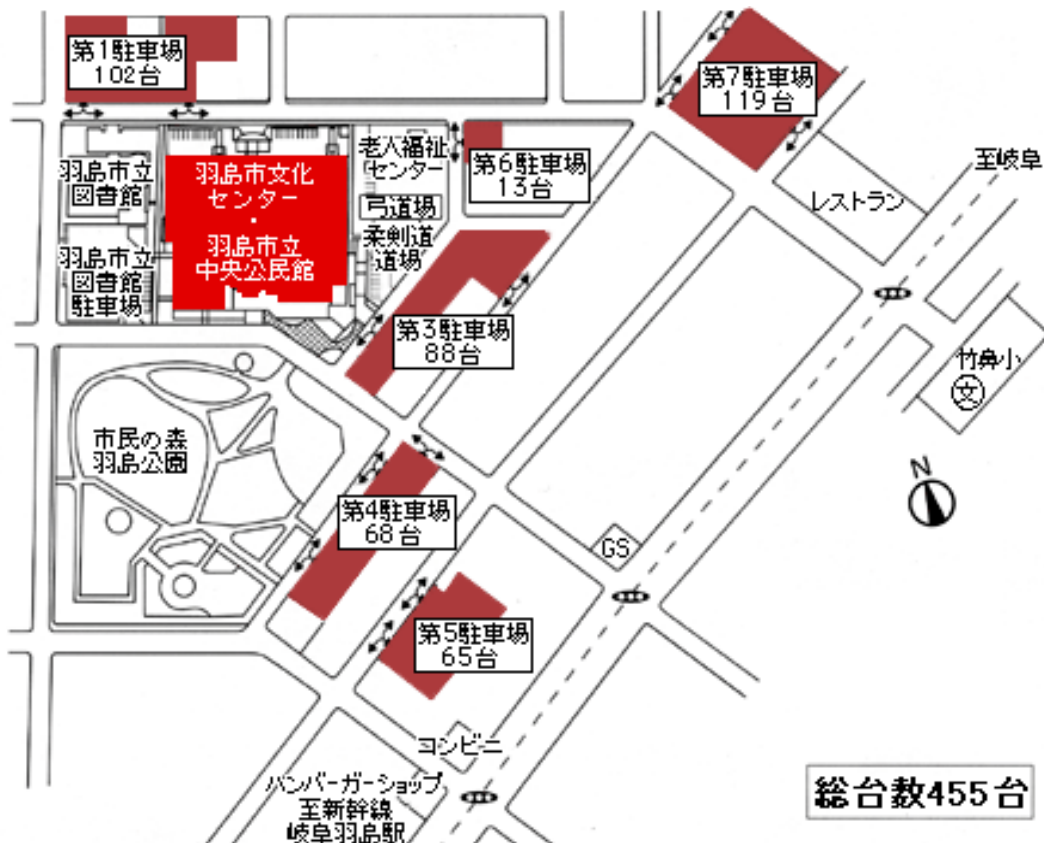 第1駐車場
102台
第7駐車場
119台
羽島市立
図書館
羽島市文化
センター
・
羽島市立
中央公民館
老人福祉
センター
弓道場
柔剣道
道場
第6駐車場
13台
至岐阜
レストラン
羽島市立
図書館
駐車場
第3駐車場
88台
竹鼻小
文
市民の森
羽島公園
N
第4駐車場
68台
GS
第5駐車場
65台
コンビニ
ハンバーガーショップ
至新幹線
岐阜羽島駅
総台数455台